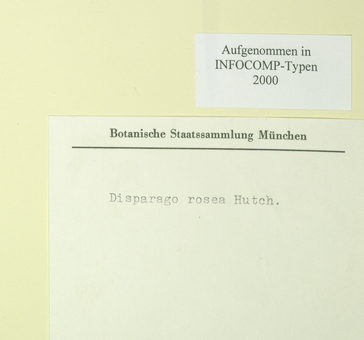 Aufgenommen in
INFOCOMP-Typen
2000
Botanische Staatssammlung München
Disparago rosea Hutch.